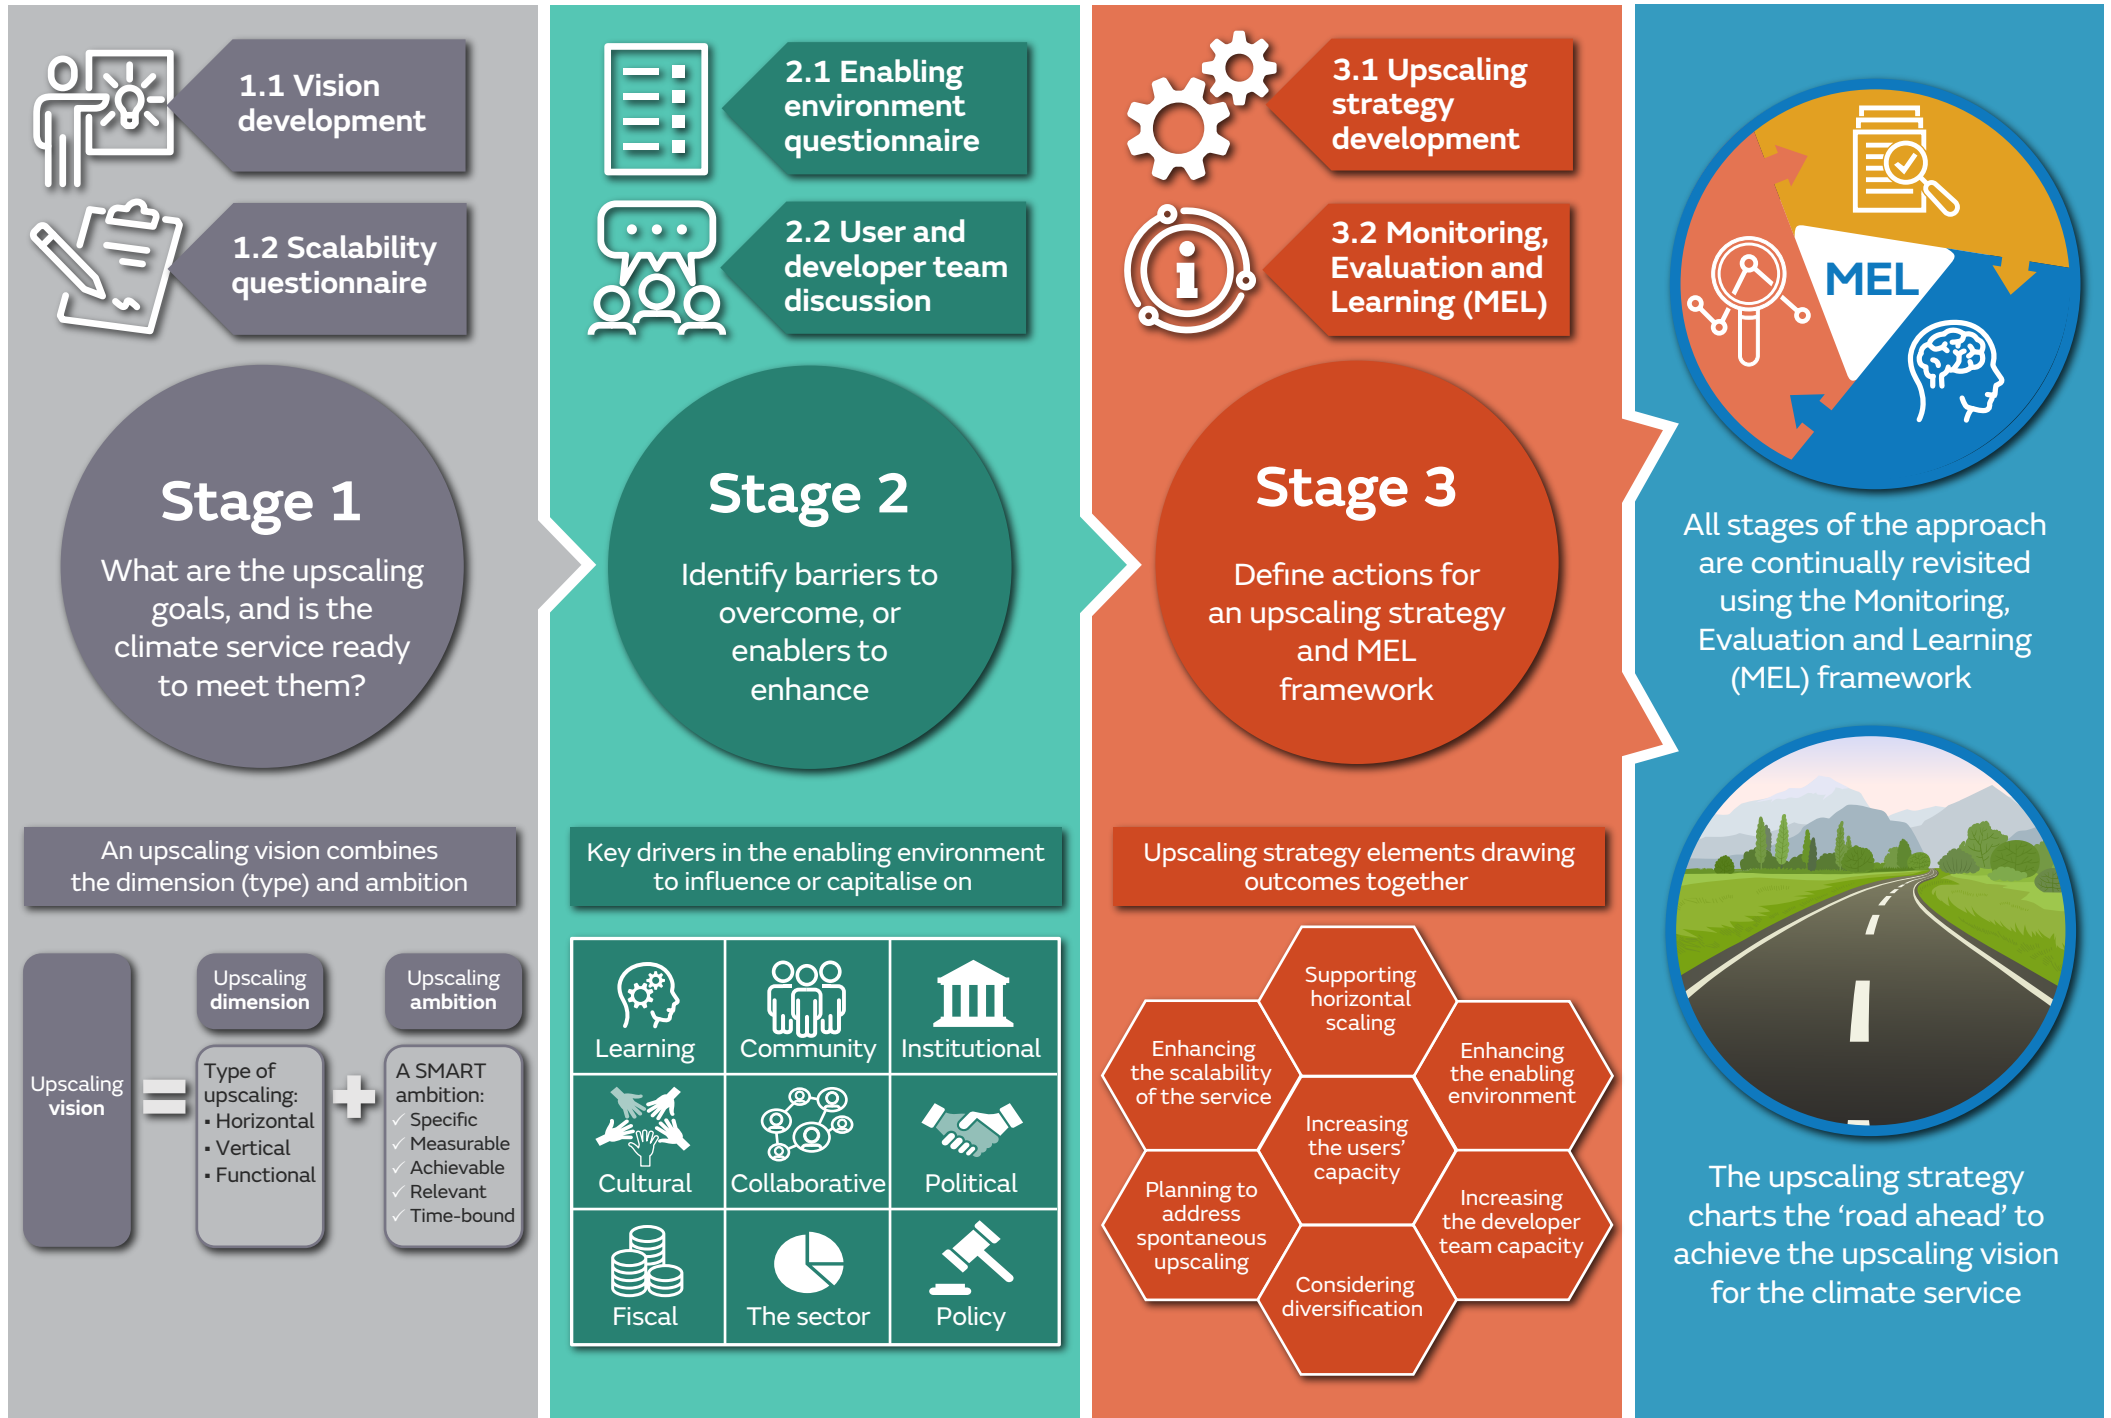 1.1 Vision
development
1.2 Scalability
questionnaire
Stage 1
What are the upscaling
goals, and is the
climate service ready
to meet them?
An upscaling vision combines
the dimension (type) and ambition
Upscaling
vision
Upscaling
dimension
Type of
upscaling:
▪ Horizontal
▪ Vertical
▪ Functional
Upscaling
ambition
A SMART
ambition:
✓ Specific
✓ Measurable
✓ Achievable
✓ Relevant
✓ Time-bound
2.1 Enabling
environment
questionnaire
2.2 User and
developer team
discussion
Stage 2
Identify barriers to
overcome, or
enablers to
enhance
Key drivers in the enabling environment
to influence or capitalise on
Learning
Community
Institutional
Cultural
Collaborative
Political
Fiscal
The sector
Policy
3.1 Upscaling
strategy
development
3.2 Monitoring,
Evaluation and
Learning (MEL)
Stage 3
Define actions for
an upscaling strategy
and MEL
framework
Upscaling strategy elements drawing
outcomes together
Supporting
horizontal
scaling
Enhancing
the scalability
of the service
Enhancing
the enabling
environment
Increasing
the users'
capacity
Planning to
address
spontaneous
upscaling
Increasing
the developer
team capacity
Considering
diversification
MEL
All stages of the approach
are continually revisited
using the Monitoring,
Evaluation and Learning
(MEL) framework
The upscaling strategy
charts the ‘road ahead’ to
achieve the upscaling vision
for the climate service